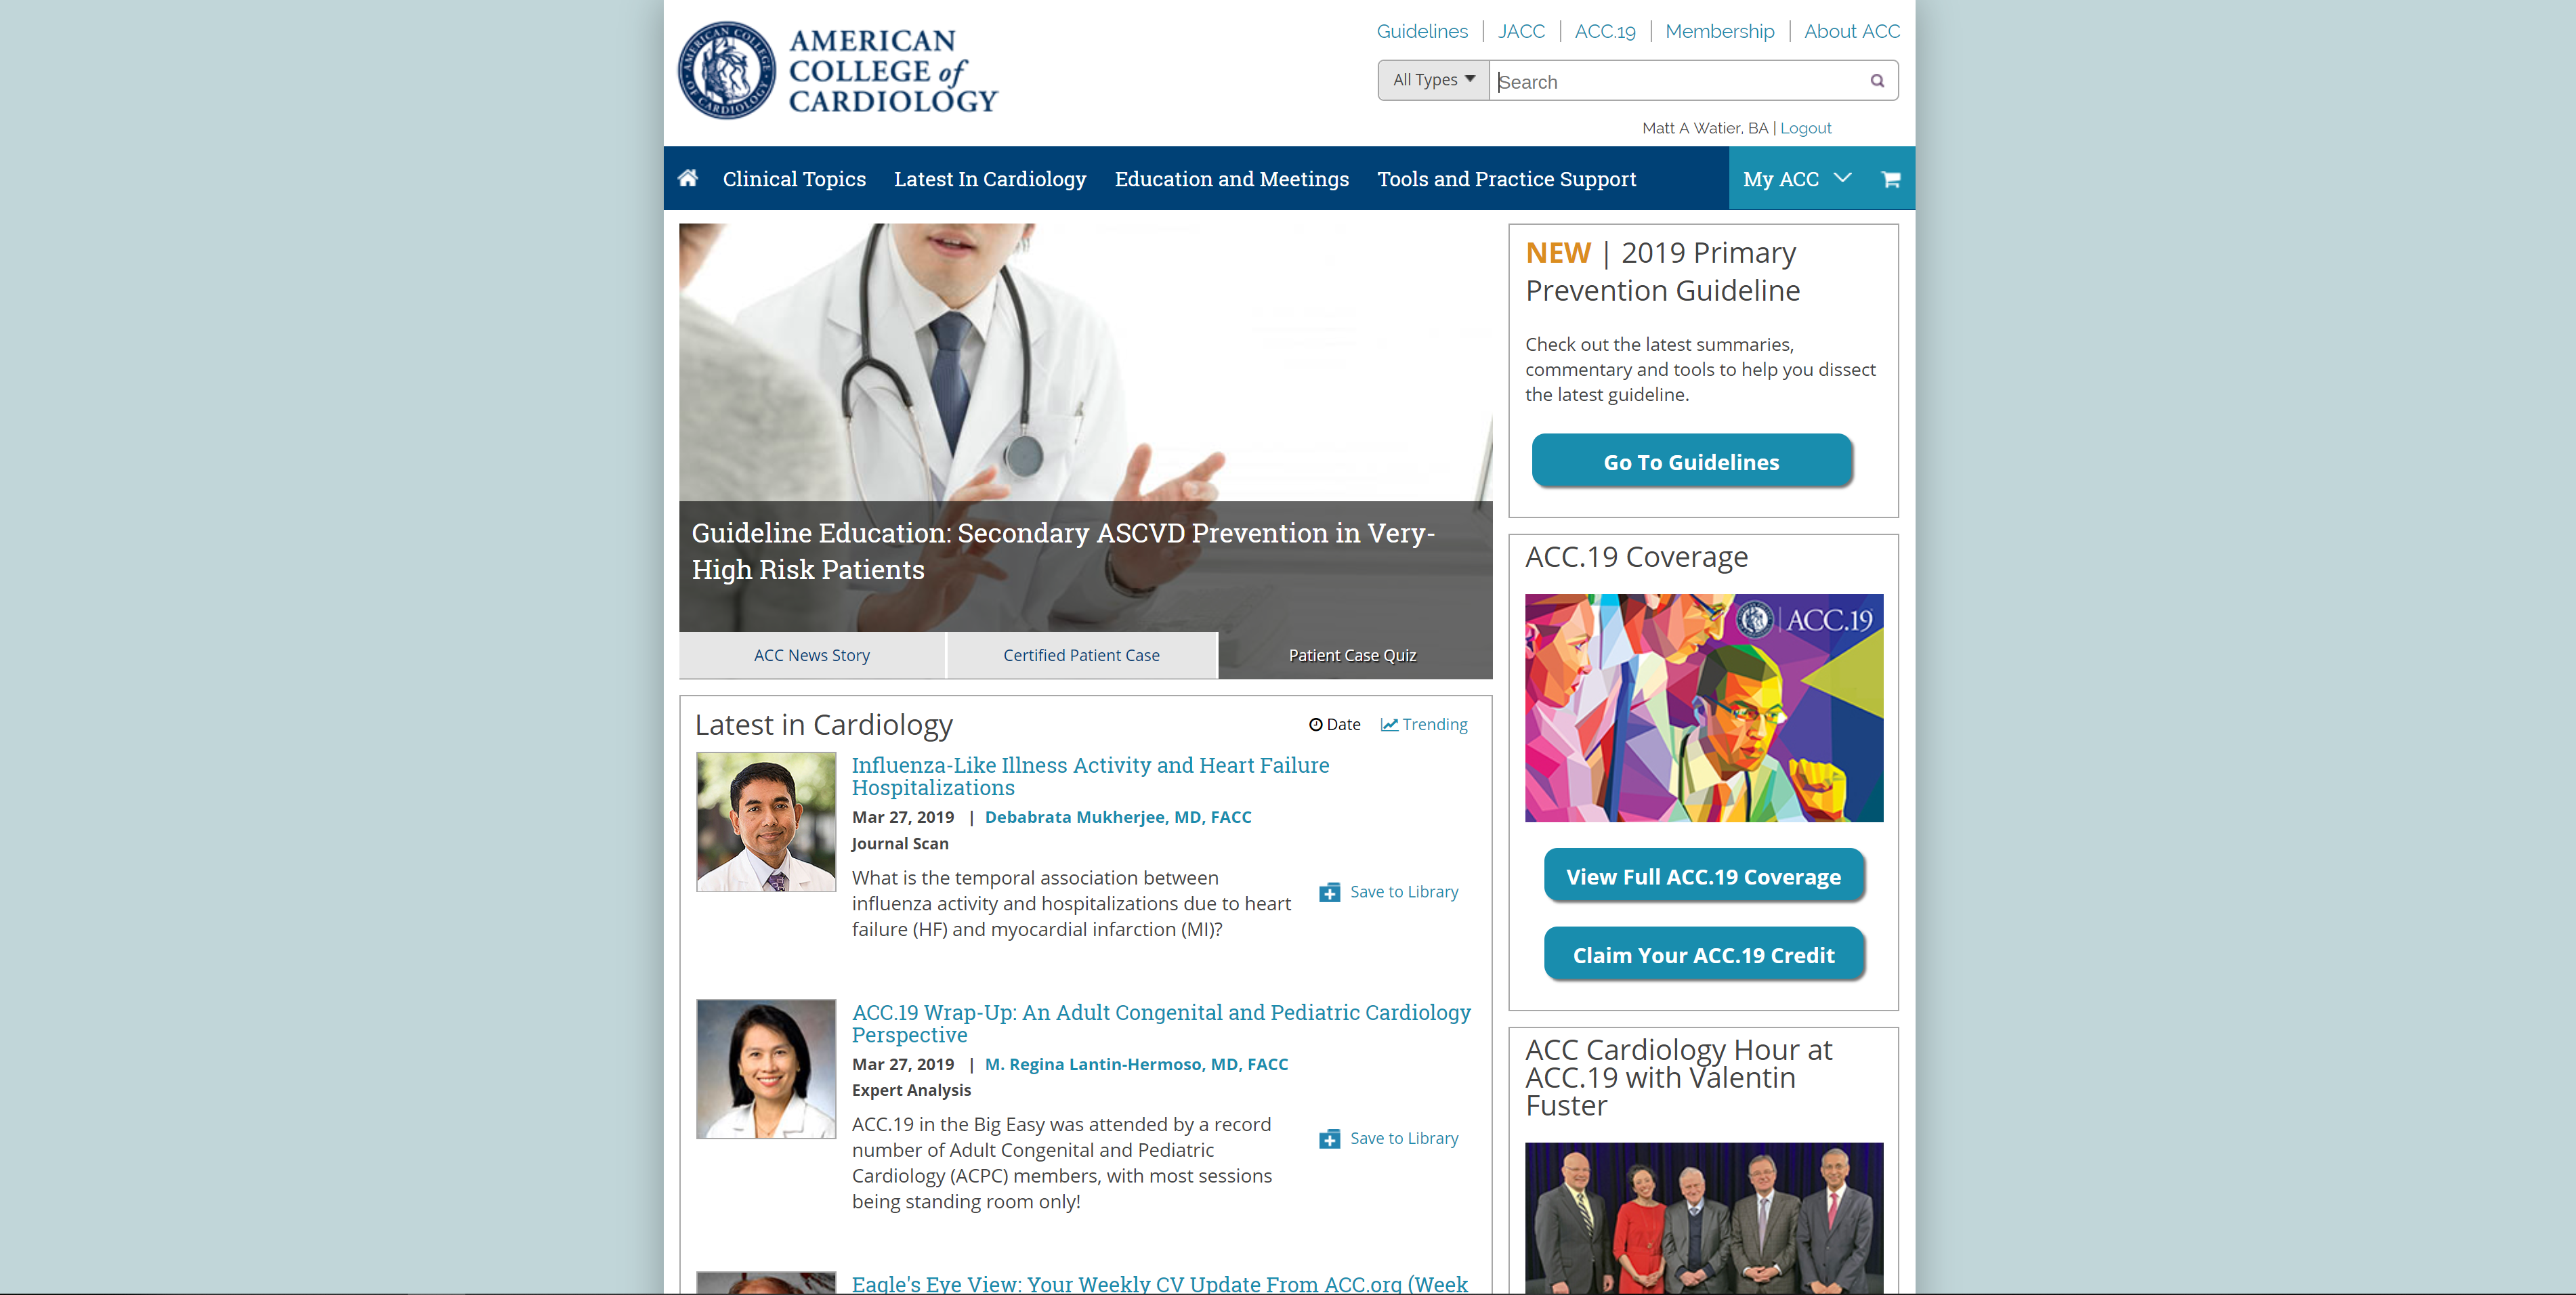 AMERICAN COLLEGE OF CARDIOLOGY
AMERICAN
COLLEGE of
CARDIOLOGY
Guidelines
JACC
ACC.19
Membership
About ACC
All Types
Search
Matt A Watier, BA | Logout
Clinical Topics
Latest In Cardiology
Education and Meetings
Tools and Practice Support
My ACC
Guideline Education: Secondary ASCVD Prevention in Very-
High Risk Patients
ACC News Story
Certified Patient Case
Patient Case Quiz
Latest in Cardiology
Date
Trending
Influenza-Like Illness Activity and Heart Failure
Hospitalizations
Mar 27, 2019 | Debabrata Mukherjee, MD, FACC
Journal Scan
What is the temporal association between
influenza activity and hospitalizations due to heart
failure (HF) and myocardial infarction (MI)?
Save to Library
ACC.19 Wrap-Up: An Adult Congenital and Pediatric Cardiology
Perspective
Mar 27, 2019 | M. Regina Lantin-Hermoso, MD, FACC
Expert Analysis
ACC.19 in the Big Easy was attended by a record
number of Adult Congenital and Pediatric
Cardiology (ACPC) members, with most sessions
being standing room only!
Save to Library
Eagle's Eye View: Your Weekly CV Update From ACC.org (Week
NEW | 2019 Primary
Prevention Guideline
Check out the latest summaries,
commentary and tools to help you dissect
the latest guideline.
Go To Guidelines
ACC.19 Coverage
ACC.19
View Full ACC.19 Coverage
Claim Your ACC.19 Credit
ACC Cardiology Hour at
ACC.19 with Valentin
Fuster